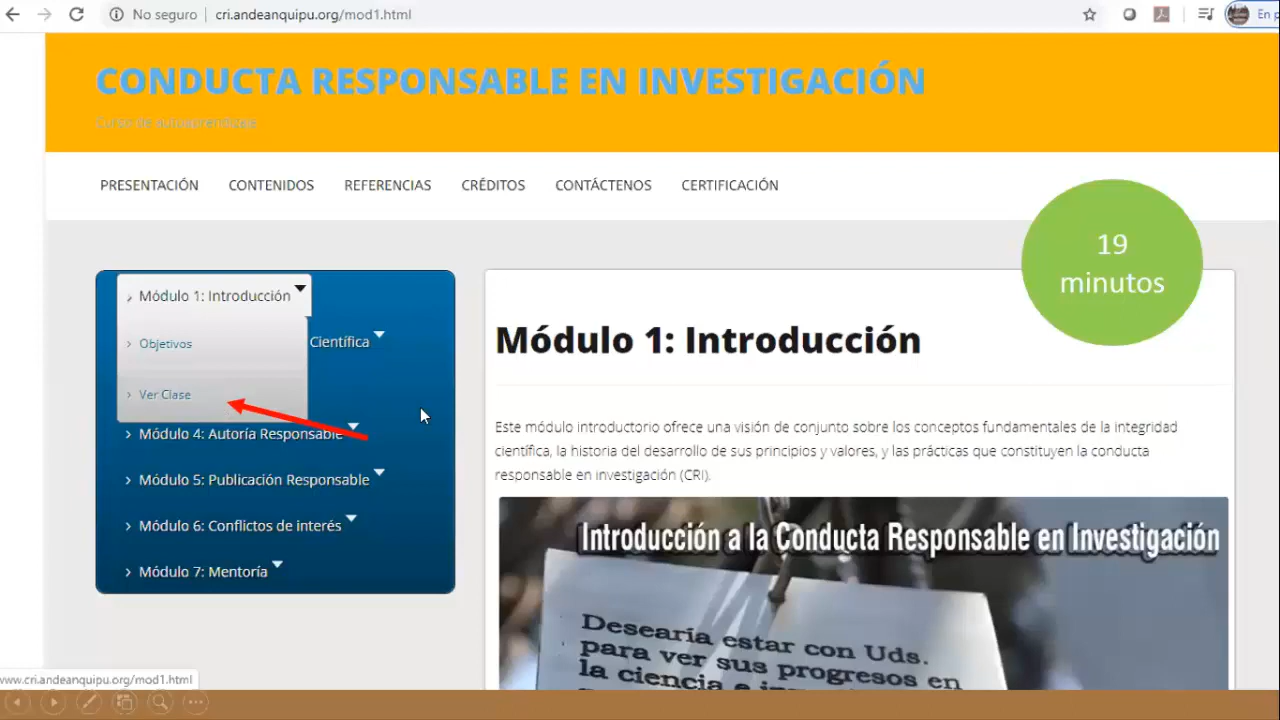 No seguro
cri.andeanquipu.org/mod1.html
En p
CONDUCTA RESPONSABLE EN INVESTIGACIÓN
Curso de autoaprendizaje
PRESENTACIÓN
CONTENIDOS
REFERENCIAS
CRÉDITOS
CONTÁCTENOS
CERTIFICACIÓN
19
minutos
Módulo 1: Introducción
Objetivos
Científica
Ver Clase
Módulo 4: Autoría Responsable
Módulo 5: Publicación Responsable
Módulo 6: Conflictos de interés
Módulo 7: Mentoría
Módulo 1: Introducción
Este módulo introductorio ofrece una visión de conjunto sobre los conceptos fundamentales de la integridad
científica, la historia del desarrollo de sus principios y valores, y las prácticas que constituyen la conducta
responsable en investigación (CRI).
Introducción a la Conducta Responsable en Investigación
Desearía estar con Uds.
para ver sus progresos en
la ciencia e
www.cri.andeanquipu.org/mod1.html